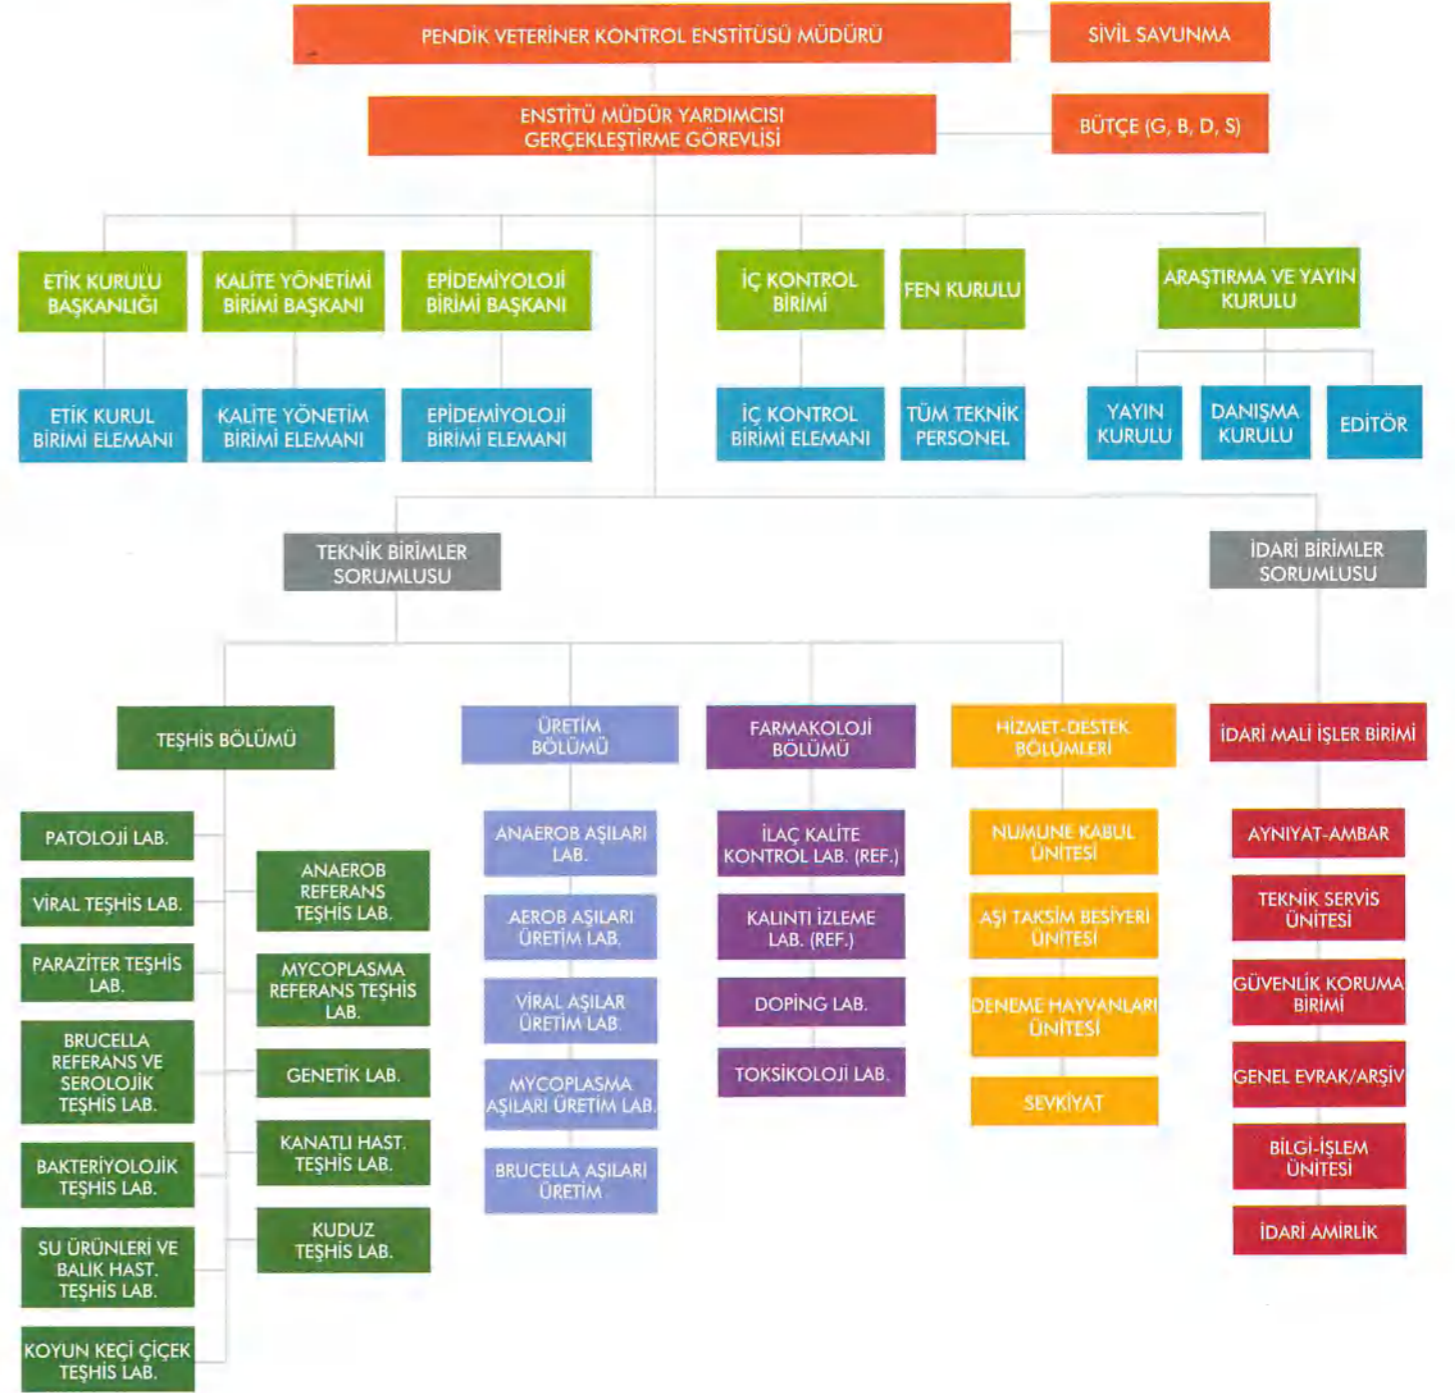 PENDİK VETERİNER KONTROL ENSTİTÜSÜ MÜDÜRÜ
SİVİL SAVUNMA
ENSTİTÜ MÜDÜR YARDIMCISI
GERÇEKLEŞTİRME GÖREVLİSİ
BÜTÇE (G, B, D, S)
ETİK KURULU
BAŞKANLIĞI
KALİTE YÖNETİMİ
BİRİMİ BAŞKANI
EPİDEMİYOLOJİ
BİRİMİ BAŞKANI
İÇ KONTROL
BİRİMİ
FEN KURULU
ARAŞTIRMA VE YAYIN
KURULU
ETİK KURUL
BİRİMİ ELEMANI
KALİTE YÖNETİM
BİRİMİ ELEMANI
EPİDEMİYOLOJİ
BİRİMİ ELEMANI
İÇ KONTROL
BİRİMİ ELEMANI
TÜM TEKNİK
PERSONEL
YAYIN
KURULU
DANIŞMA
KURULU
EDİTÖR
TEKNİK BİRİMLER
SORUMLUSU
İDARİ BİRİMLER
SORUMLUSU
TEŞHİS BÖLÜMÜ
ÜRETİM
BÖLÜMÜ
FARMAKOLOJİ
BÖLÜMÜ
HİZMET-DESTEK
BÖLÜMLERİ
İDARİ MALİ İŞLER BİRİMİ
PATOLOJİ LAB.
VİRAL TEŞHİS LAB.
PARAZİTER TEŞHİS
LAB.
BRUCELLA
REFERANS VE
SEROLOJİK
TEŞHİS LAB.
BAKTERİYOLOJİK
TEŞHİS LAB.
SU ÜRÜNLERİ VE
BALIK HAST.
TEŞHİS LAB.
KOYUN KEÇİ ÇİÇEK
TEŞHİS LAB.
ANAEROB
REFERANS
TEŞHİS LAB.
MYCOPLASMA
REFERANS TEŞHİS
LAB.
GENETİK LAB.
KANATLI HAST.
TEŞHİS LAB.
KUDUZ
TEŞHİS LAB.
ANAEROB AŞILARI
LAB.
AEROB AŞILARI
ÜRETİM LAB.
VİRAL AŞILAR
ÜRETİM LAB.
MYCOPLASMA
AŞILARI ÜRETİM LAB.
BRUCELLA AŞILARI
ÜRETİM
İLAÇ KALİTE
KONTROL LAB. (REF.)
KALINTI İZLEME
LAB. (REF.)
DOPİNG LAB.
TOKSİKOLOJİ LAB.
NUMUNE KABUL
ÜNİTESİ
AŞI TAKSİM BESİYERİ
ÜNİTESİ
DENEME HAYVANLARI
ÜNİTESİ
SEVKİYAT
AYNIYAT-AMBAR
TEKNİK SERVİS
ÜNİTESİ
GÜVENLİK KORUMA
BİRİMİ
GENEL EVRAK/ARŞİV
BİLGİ-İŞLEM
ÜNİTESİ
İDARİ AMİRLİK